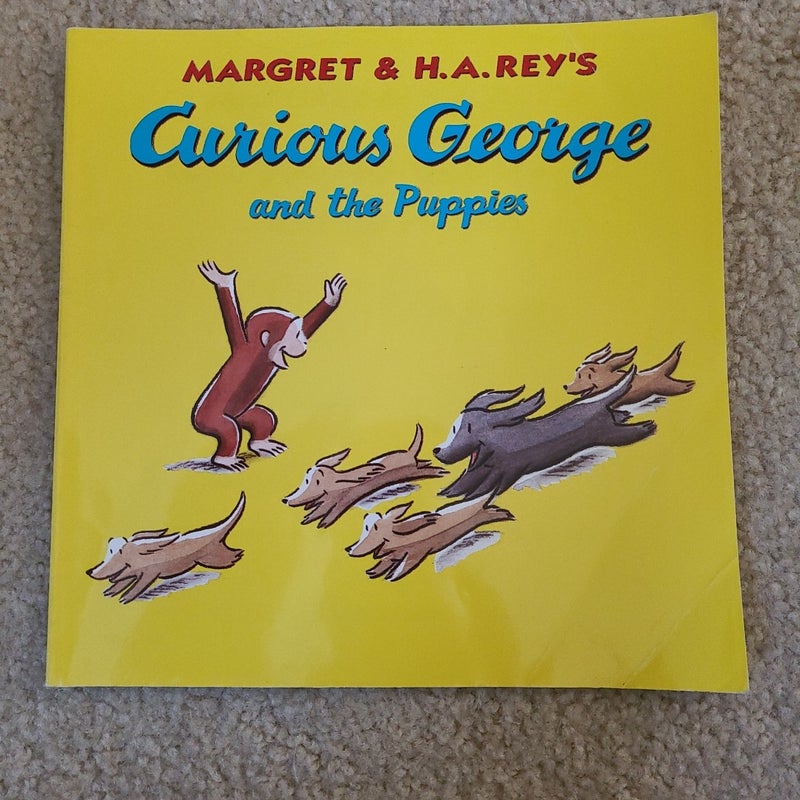 MARGRET & H.A.REY'S
Curious George
and the Puppies